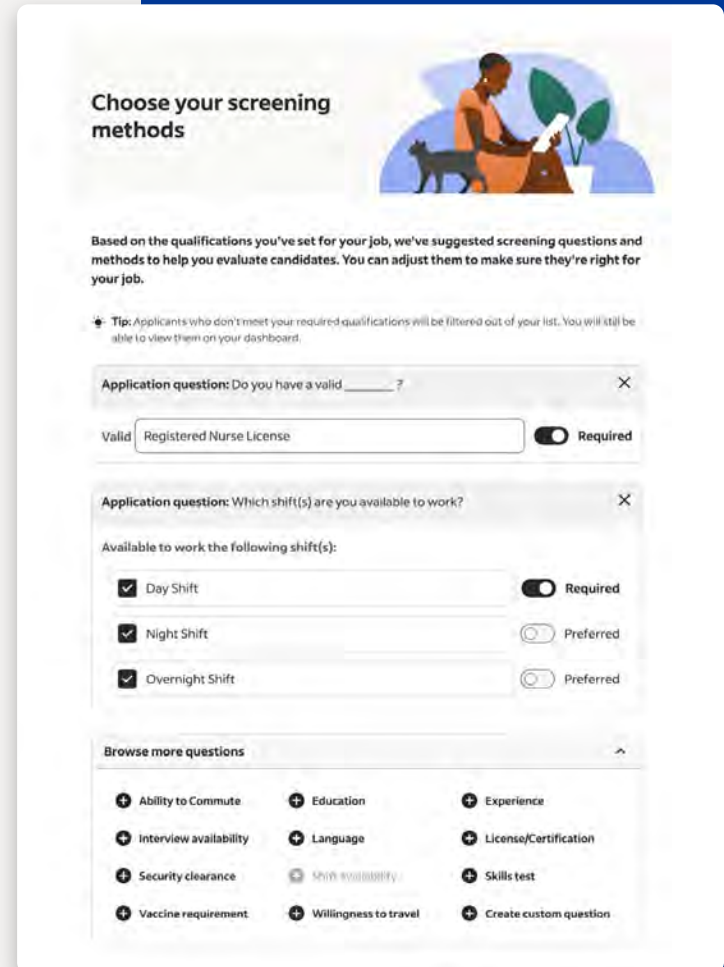 Choose your screening
methods
Based on the qualifications you've set for your job, we've suggested screening questions and
methods to help you evaluate candidates. You can adjust them to make sure they're right for
your job.
Tip: Applicants who don't meet your required qualifications will be filtered out of your list. You will still be
able to view them on your dashboard.
Application question: Do you have a valid ______ ?
Valid Registered Nurse License Required
Application question: Which shift(s) are you available to work?
Available to work the following shift(s):
Day Shift Required
Night Shift Preferred
Overnight Shift Preferred
Browse more questions
Ability to Commute Education Experience
Interview availability Language License/Certification
Security clearance Shift availability Skills test
Vaccine requirement Willingness to travel Create custom question